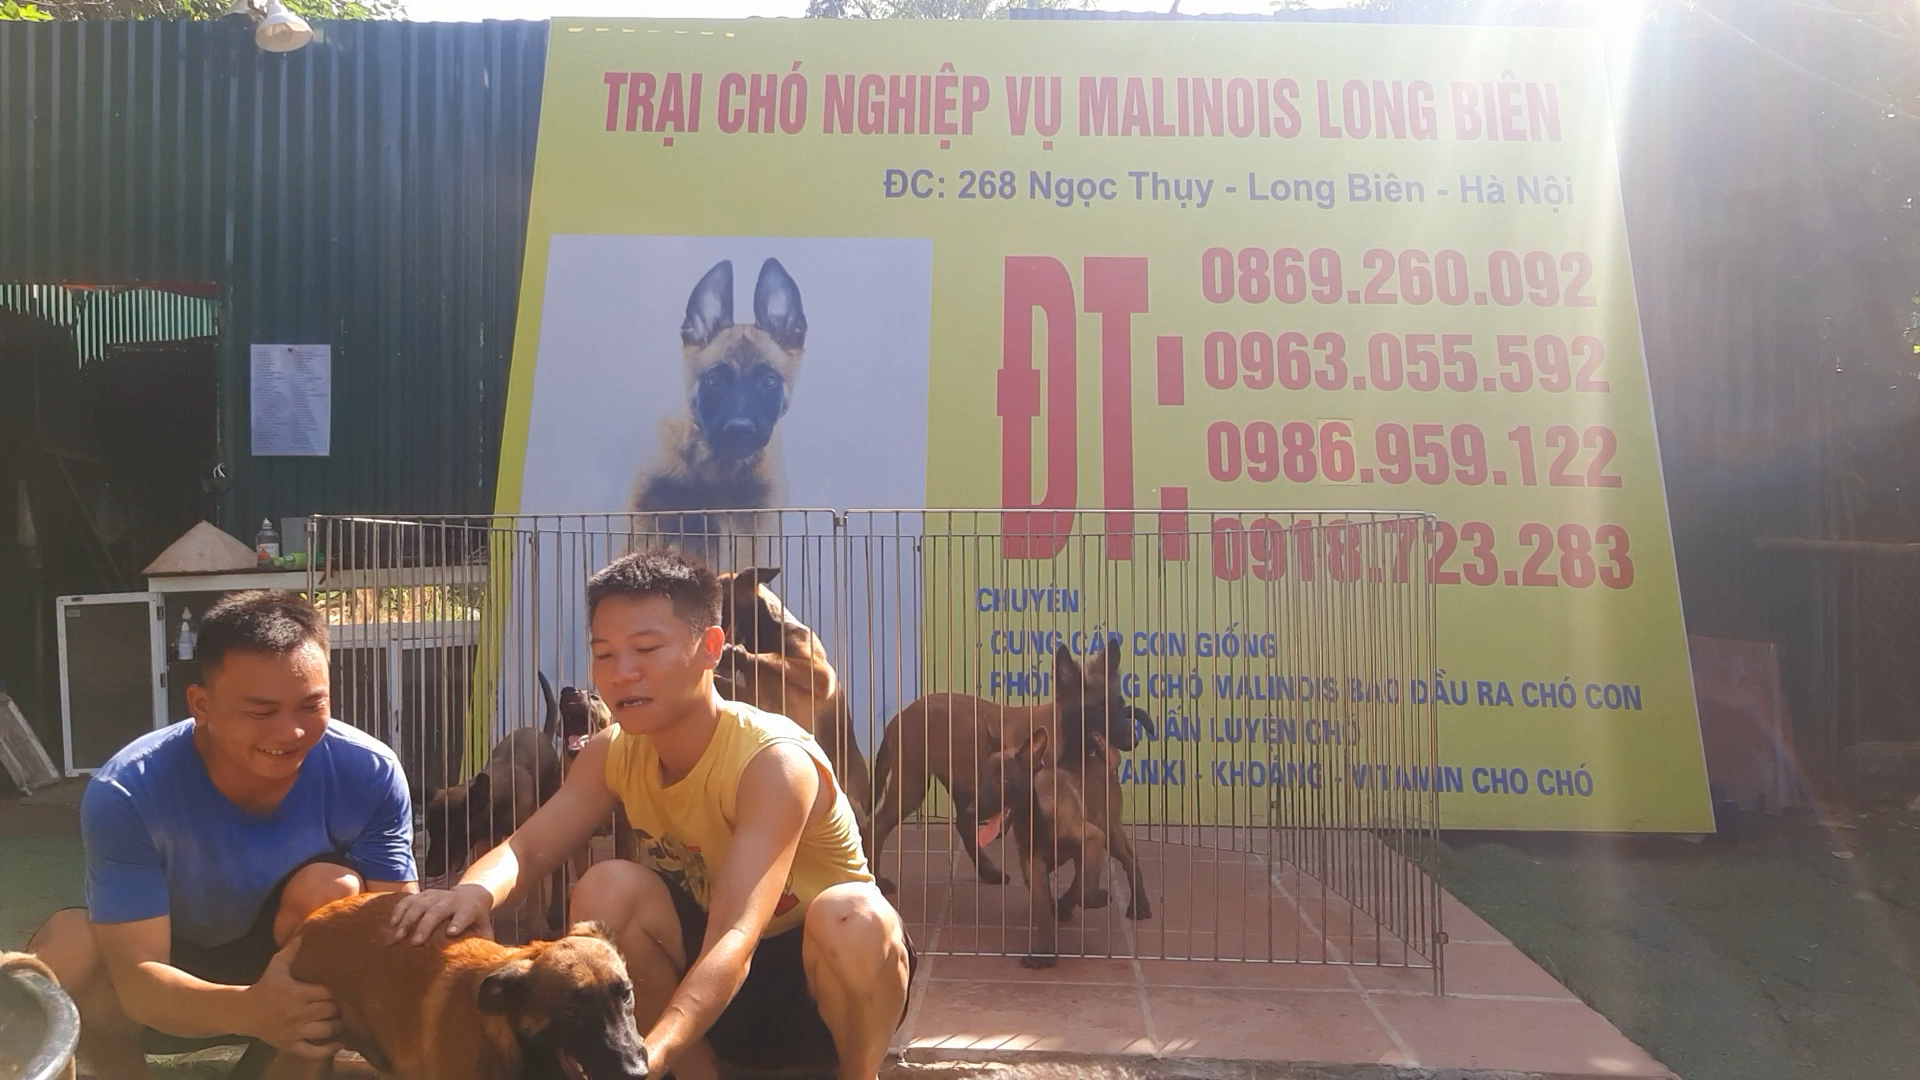 TRẠI CHÓ NGHIỆP VỤ MALINOIS LONG BIÊN
ĐC: 268 Ngọc Thụy - Long Biên - Hà Nội
ĐT:
0869.260.092
0963.055.592
0986.959.122
0918.723.283
CHUYÊN
- CUNG CẤP CON GIỐNG
- CHÓ MALINOIS BAO ĐẦU RA CHÓ CON
LUYỆN CHÓ
- KHOÁNG - VITAMIN CHO CHÓ